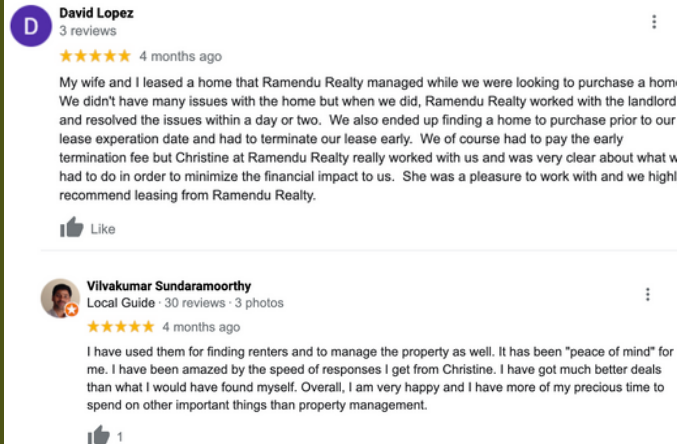 D
David Lopez
3 reviews
4 months ago
My wife and I leased a home that Ramendu Realty managed while we were looking to purchase a
We didn't have many issues with the home but when we did, Ramendu Realty worked with the landlord
and resolved the issues within a day or two. We also ended up finding a home to purchase prior to our
lease experation date and had to terminate our lease early. We of course had to pay the early
termination fee but Christine at Ramendu Realty really worked with us and was very clear about what
had to do in order to minimize the financial impact to us. She was a pleasure to work with and we
recommend leasing from Ramendu Realty.
Like
Vilvakumar Sundaramoorthy
Local Guide · 30 reviews · 3 photos
4 months ago
I have used them for finding renters and to manage the property as well. It has been "peace of mind" for
me. I have been amazed by the speed of responses I get from Christine. I have got much better deals
than what I would have found myself. Overall, I am very happy and I have more of my precious time to
spend on other important things than property management.
1